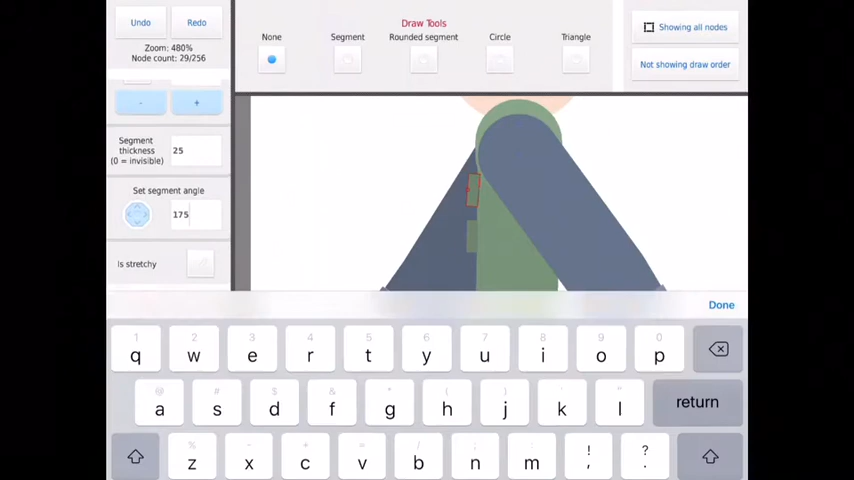 Undo
Redo
Zoom: 480%
Node count: 29/256
-
+
Segment
thickness
(0 = invisible)
25
Set segment angle
175
Is stretchy
Draw Tools
None
Segment
Rounded segment
Circle
Triangle
Showing all nodes
Not showing draw order
Done
1 2 3 4 5 6 7 8 9 0
q w e r t y u i o p
@ # $ & * ( ) ' "
a s d f g h j k l
return
% - + = / ; : ! ?
z x c v b n m , .